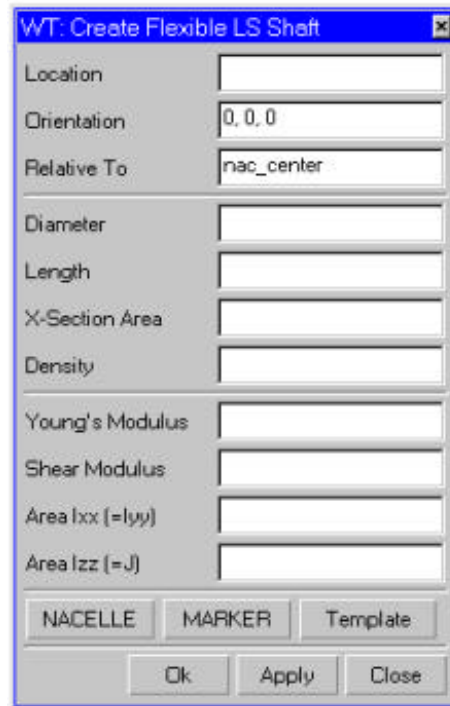 WT: Create Flexible LS Shaft
Location
Orientation 0, 0, 0
Relative To nac_center
Diameter
Length
X-Section Area
Density
Young's Modulus
Shear Modulus
Area Ixx (=Iyy)
Area Izz (=J)
NACELLE MARKER Template
Ok Apply Close